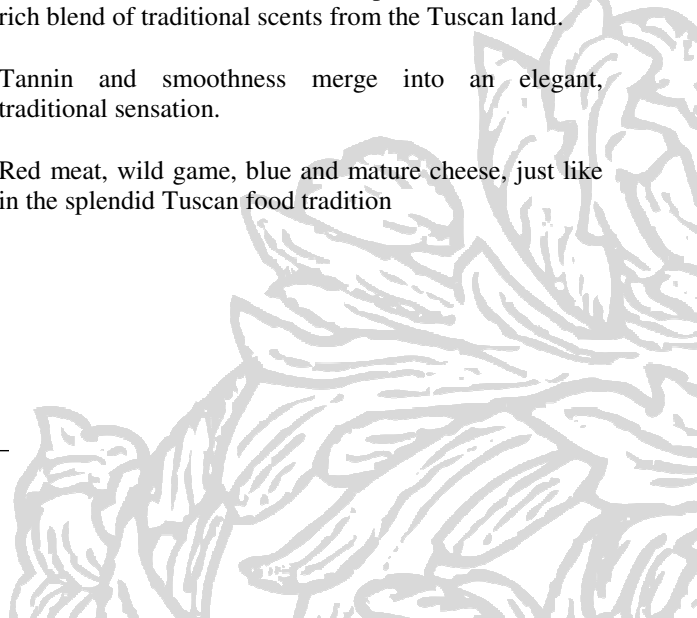 rich blend of traditional scents from the Tuscan land.
Tannin and smoothness merge into an elegant,
traditional sensation.
Red meat, wild game, blue and mature cheese, just like
in the splendid Tuscan food tradition